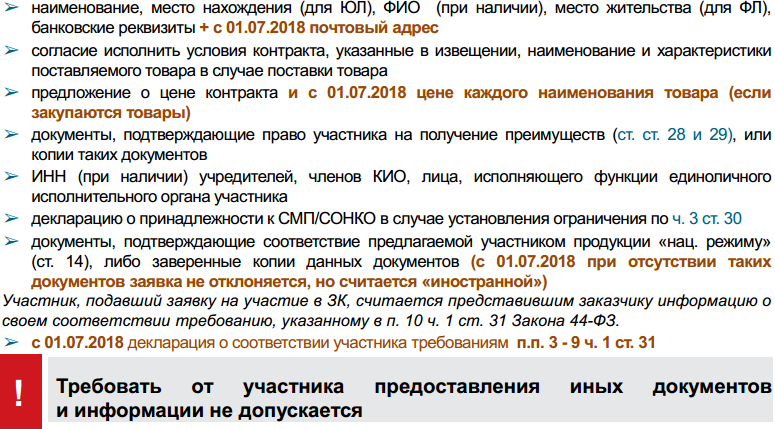 ➢ наименование, место нахождения (для ЮЛ), ФИО (при наличии), место жительства (для ФЛ),
банковские реквизиты + с 01.07.2018 почтовый адрес
➢ согласие исполнить условия контракта, указанные в извещении, наименование и характеристики
поставляемого товара в случае поставки товара
➢ предложение о цене контракта и с 01.07.2018 цене каждого наименования товара (если
закупаются товары)
➢ документы, подтверждающие право участника на получение преимуществ (ст. ст. 28 и 29), или
копии таких документов
➢ ИНН (при наличии) учредителей, членов КИО, лица, исполняющего функции единоличного
исполнительного органа участника
➢ декларацию о принадлежности к СМП/СОНКО в случае установления ограничения по ч. 3 ст. 30
➢ документы, подтверждающие соответствие предлагаемой участником продукции «нац. режиму»
(ст. 14), либо заверенные копии данных документов (с 01.07.2018 при отсутствии таких
документов заявка не отклоняется, но считается «иностранной»)
Участник, подавший заявку на участие в ЗК, считается представившим заказчику информацию о
своем соответствии требованию, указанному в п. 10 ч. 1 ст. 31 Закона 44-ФЗ.
➢ с 01.07.2018 декларация о соответствии участника требованиям п.п. 3 - 9 ч. 1 ст. 31
! Требовать от участника предоставления иных документов
и информации не допускается